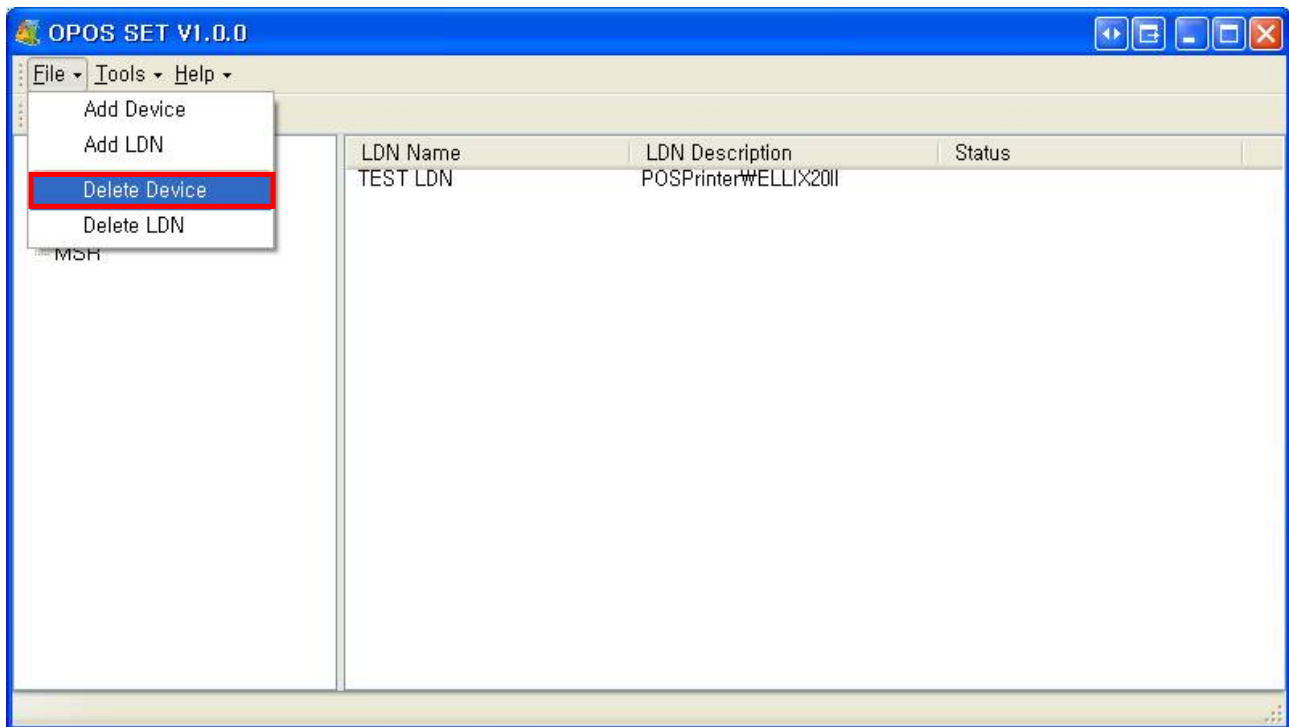 OPOS SET V1.0.0
File Tools Help
Add Device
Add LDN
Delete Device
Delete LDN
MSR
LDN Name LDN Description Status
TEST LDN POSPrinter₩ELLIX20II